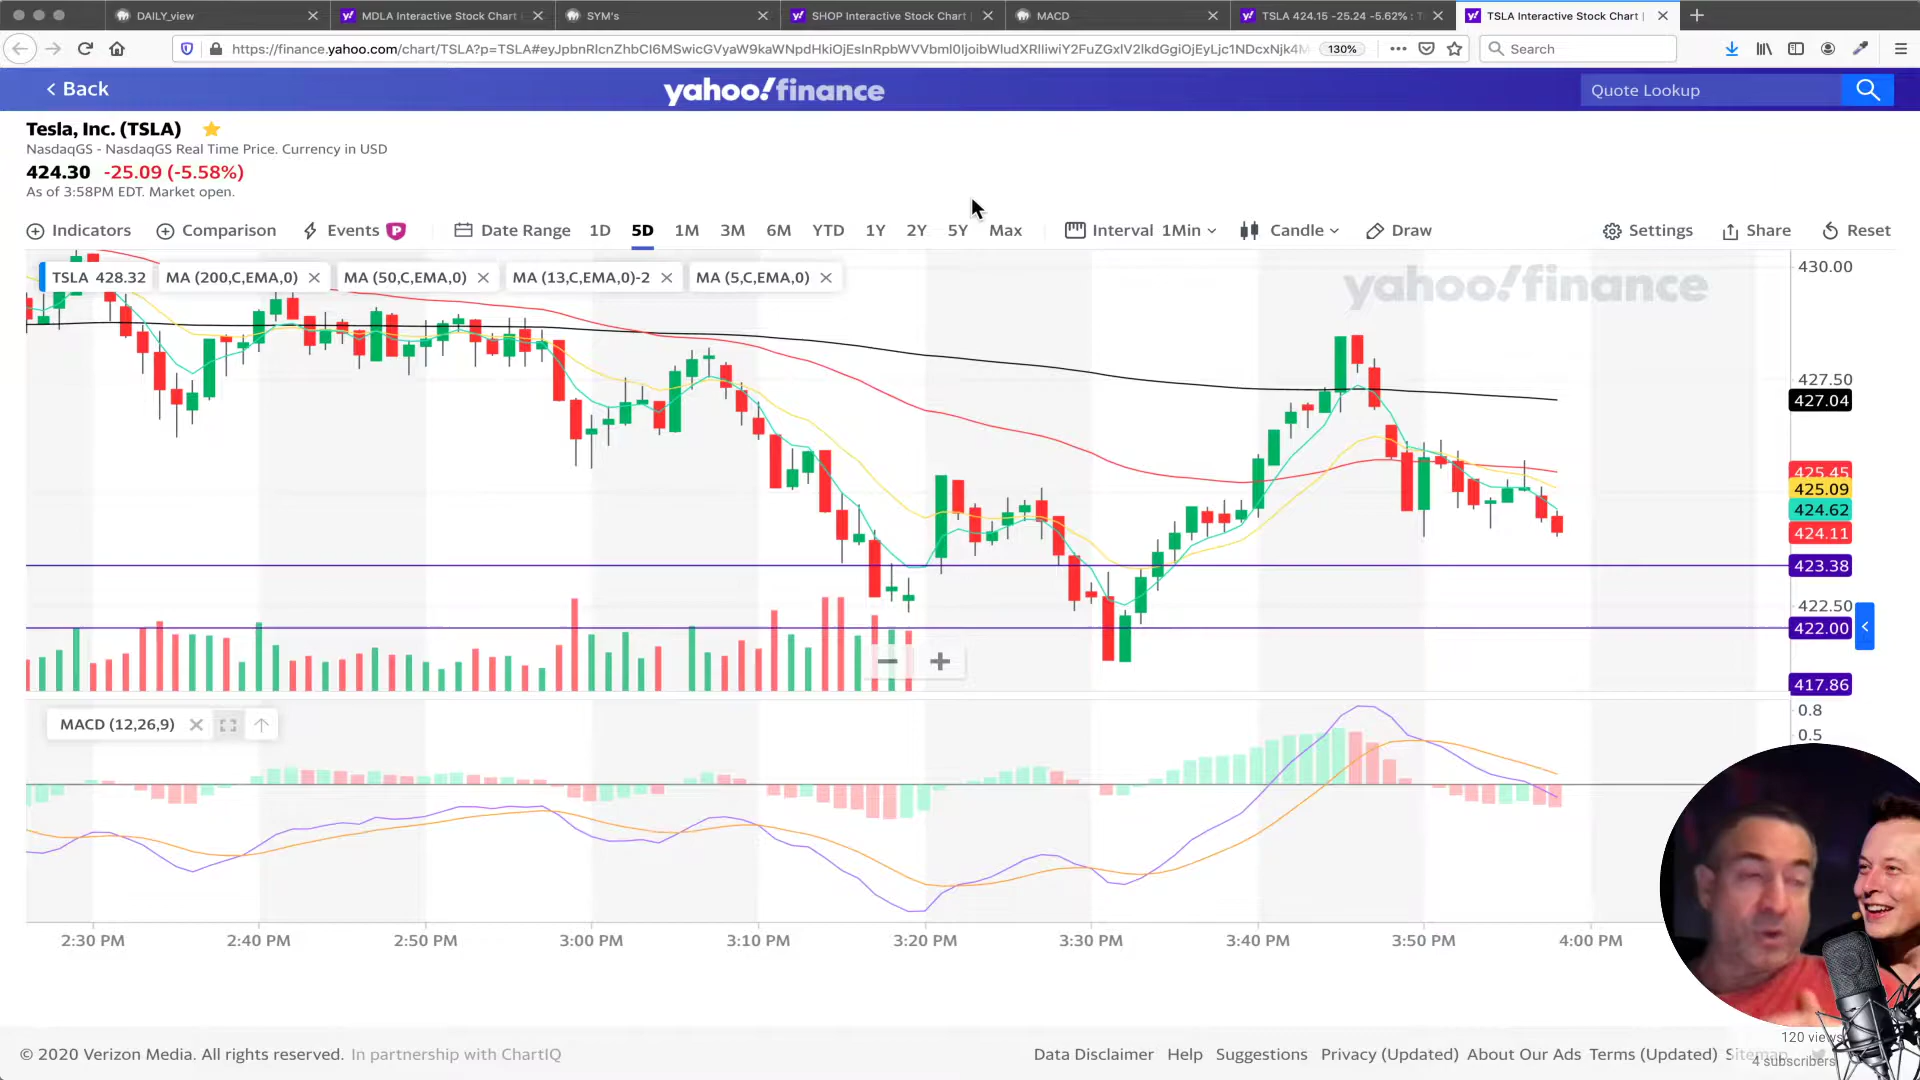 DAILY_view
MDLA Interactive Stock Chart
SYM's
SHOP Interactive Stock Chart
MACD
TSLA 424.15 -25.24 -5.62% : T
TSLA Interactive Stock Chart |
130%
Search
Back
yahoo!finance
Quote Lookup
Tesla, Inc. (TSLA)
NasdaqGS - NasdaqGS Real Time Price. Currency in USD
424.30 -25.09 (-5.58%)
As of 3:58PM EDT. Market open.
Indicators Comparison Events P Date Range 1D 5D 1M 3M 6M YTD 1Y 2Y 5Y Max Interval 1Min Candle Draw Settings Share Reset
TSLA 428.32 MA (200,C,EMA,0) MA (50,C,EMA,0) MA (13,C,EMA,0)-2 MA (5,C,EMA,0)
yahoo!finance
430.00
427.50
427.04
425.45
425.09
424.62
424.11
423.38
422.50
422.00
417.86
MACD (12,26,9)
0.8
0.5
2:30 PM 2:40 PM 2:50 PM 3:00 PM 3:10 PM 3:20 PM 3:30 PM 3:40 PM 3:50 PM 4:00 PM
120 views
4 subscribers
© 2020 Verizon Media. All rights reserved. In partnership with ChartIQ
Data Disclaimer Help Suggestions Privacy (Updated) About Our Ads Terms (Updated) Sitemap